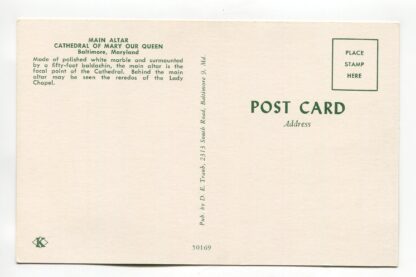 MAIN ALTAR
CATHEDRAL OF MARY OUR QUEEN
Baltimore, Maryland
Made of polished white marble and surmounted
by a fifty-foot baldachin, the main altar is the
focal point of the Cathedral. Behind the main
altar may be seen the reredos of the Lady
Chapel.
Pub. by D. E. Traub, 2313 South Road, Baltimore 9, Md.
PLACE
STAMP
HERE
POST CARD
Address
K
50169